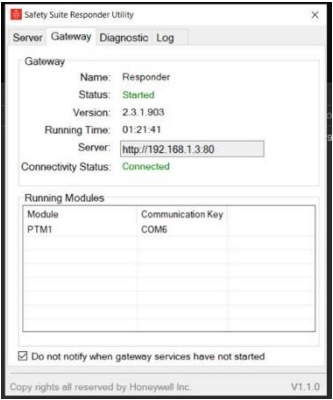 Safety Suite Responder Utility
Server Gateway Diagnostic Log
Gateway
Name: Responder
Status: Started
Version: 2.3.1.903
Running Time: 01:21:41
Server: http://192.168.1.3:80
Connectivity Status: Connected
Running Modules
Module Communication Key
PTM1 COM6
Do not notify when gateway services have not started
Copy rights all reserved by Honeywell Inc. V1.1.0